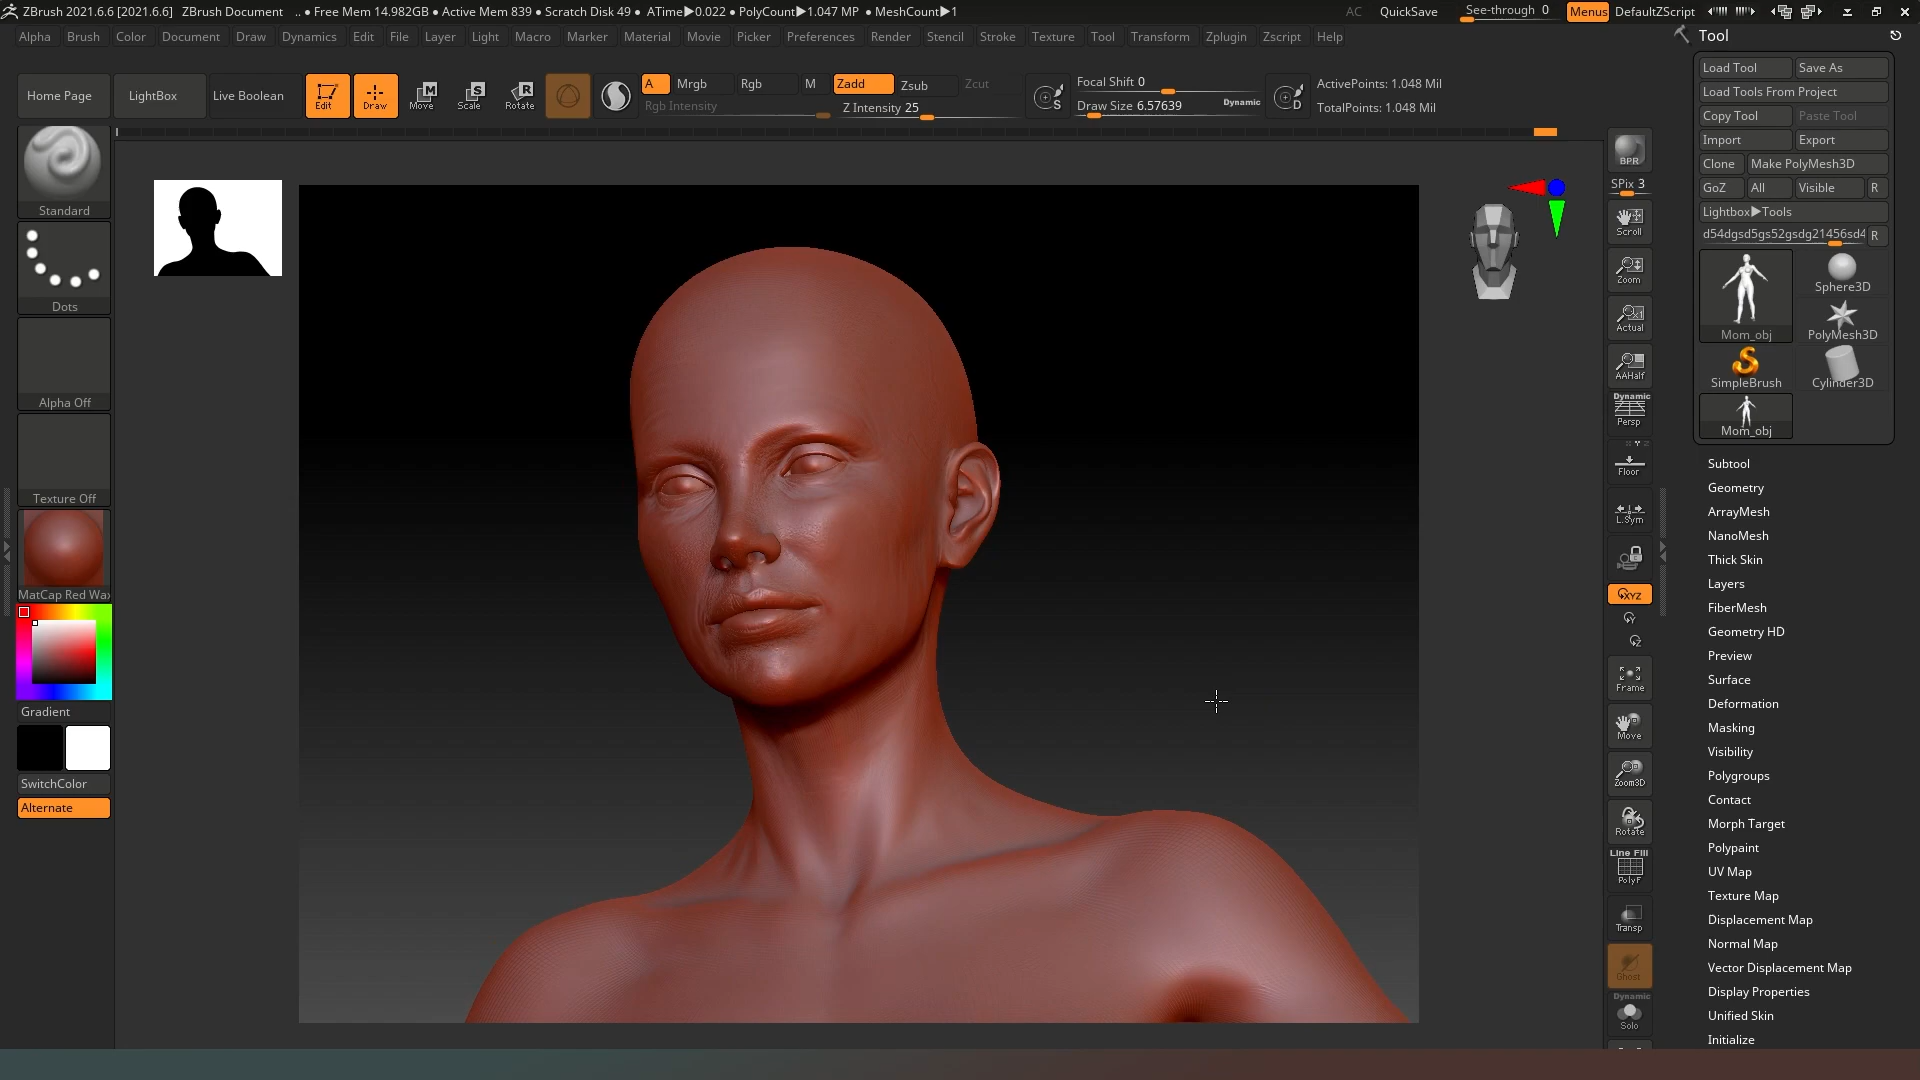 ZBrush 2021.6.6 [2021.6.6] ZBrush Document .. • Free Mem 14.982GB • Active Mem 839 • Scratch Disk 49 • ATime▶0.022 • PolyCount▶1.047 MP • MeshCount▶1 AC QuickSave See-through 0 Menus DefaultZScript
Alpha Brush Color Document Draw Dynamics Edit File Layer Light Macro Marker Material Movie Picker Preferences Render Stencil Stroke Texture Tool Transform Zplugin Zscript Help
Home Page LightBox Live Boolean Edit Draw Move Scale Rotate
A Mrgb Rgb M Zadd Zsub Zcut
Rgb Intensity Z Intensity 25
Focal Shift 0
Draw Size 6.57639 Dynamic
ActivePoints: 1.048 Mil
TotalPoints: 1.048 Mil
M
S
R
S
D
Standard
Dots
Alpha Off
Texture Off
MatCap Red Wax
Gradient
SwitchColor
Alternate
BPR
SPix 3
Scroll
Zoom
Actual
AAHalf
Dynamic
Persp
Floor
L.Sym
XYZ
Y
Z
Frame
Move
Zoom3D
Rotate
Line Fill
PolyF
Transp
Ghost
Dynamic
Solo
Tool
Load Tool Save As
Load Tools From Project
Copy Tool Paste Tool
Import Export
Clone Make PolyMesh3D
GoZ All Visible R
Lightbox▶Tools
d54dgsd5gs52gsdg21456sd4 R
Mom_obj
Sphere3D
PolyMesh3D
SimpleBrush
Cylinder3D
Mom_obj
Subtool
Geometry
ArrayMesh
NanoMesh
Thick Skin
Layers
FiberMesh
Geometry HD
Preview
Surface
Deformation
Masking
Visibility
Polygroups
Contact
Morph Target
Polypaint
UV Map
Texture Map
Displacement Map
Normal Map
Vector Displacement Map
Display Properties
Unified Skin
Initialize